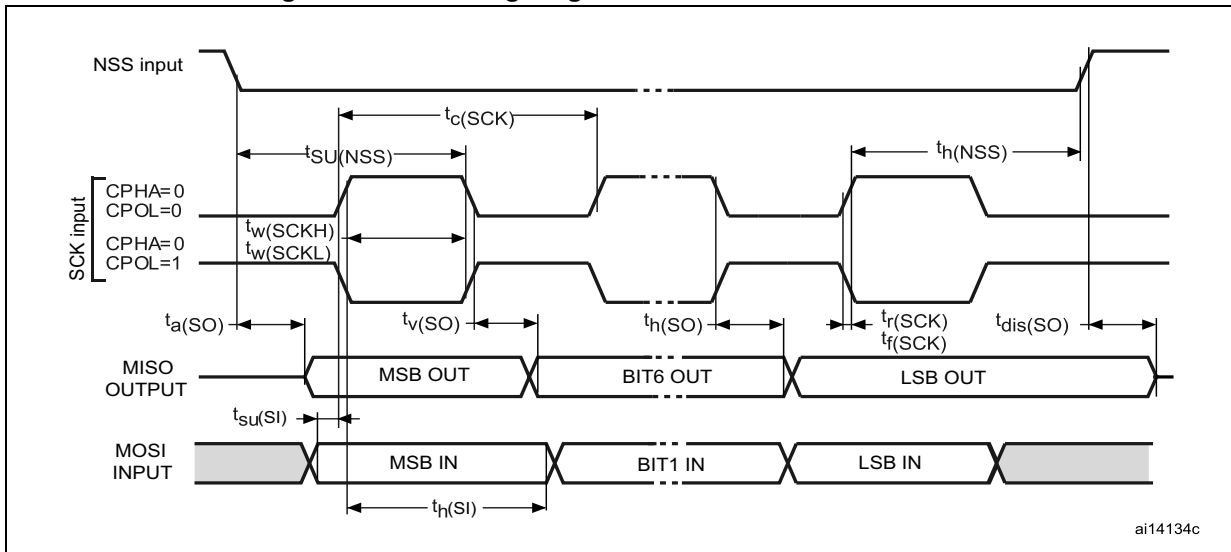 NSS input
tc(SCK)
tSU(NSS)
th(NSS)
SCK input
CPHA=0
CPOL=0
CPHA=0
CPOL=1
tw(SCKH)
tw(SCKL)
ta(SO)
tv(SO)
th(SO)
tr(SCK)
tf(SCK)
tdis(SO)
MISO
OUTPUT
MSB OUT
BIT6 OUT
LSB OUT
tsu(SI)
MOSI
INPUT
MSB IN
BIT1 IN
LSB IN
th(SI)
ai14134c